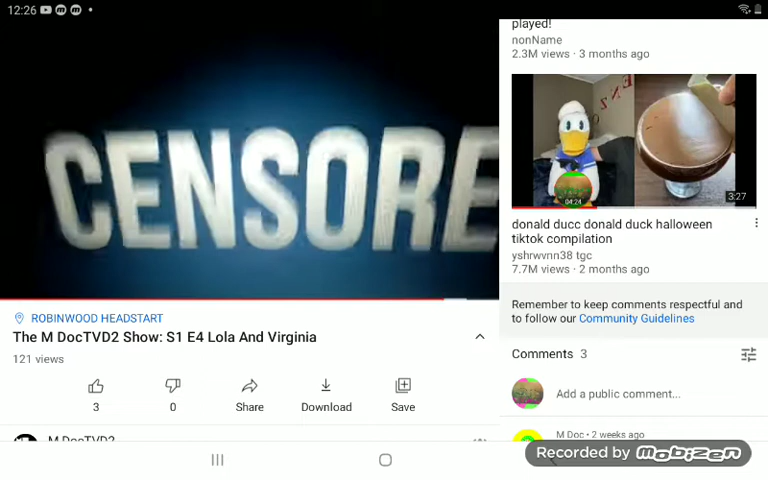 12:26
CENSORE
ROBINWOOD HEADSTART
The M DocTVD2 Show: S1 E4 Lola And Virginia
121 views
3
0
Share
Download
Save
M DocTVD2
played!
nonName
2.3M views · 3 months ago
04:24
3:27
donald ducc donald duck halloween
tiktok compilation
yshrwvnn38 tgc
7.7M views · 2 months ago
Remember to keep comments respectful and
to follow our Community Guidelines
Comments 3
Add a public comment...
M Doc • 2 weeks ago
Recorded by mobizen